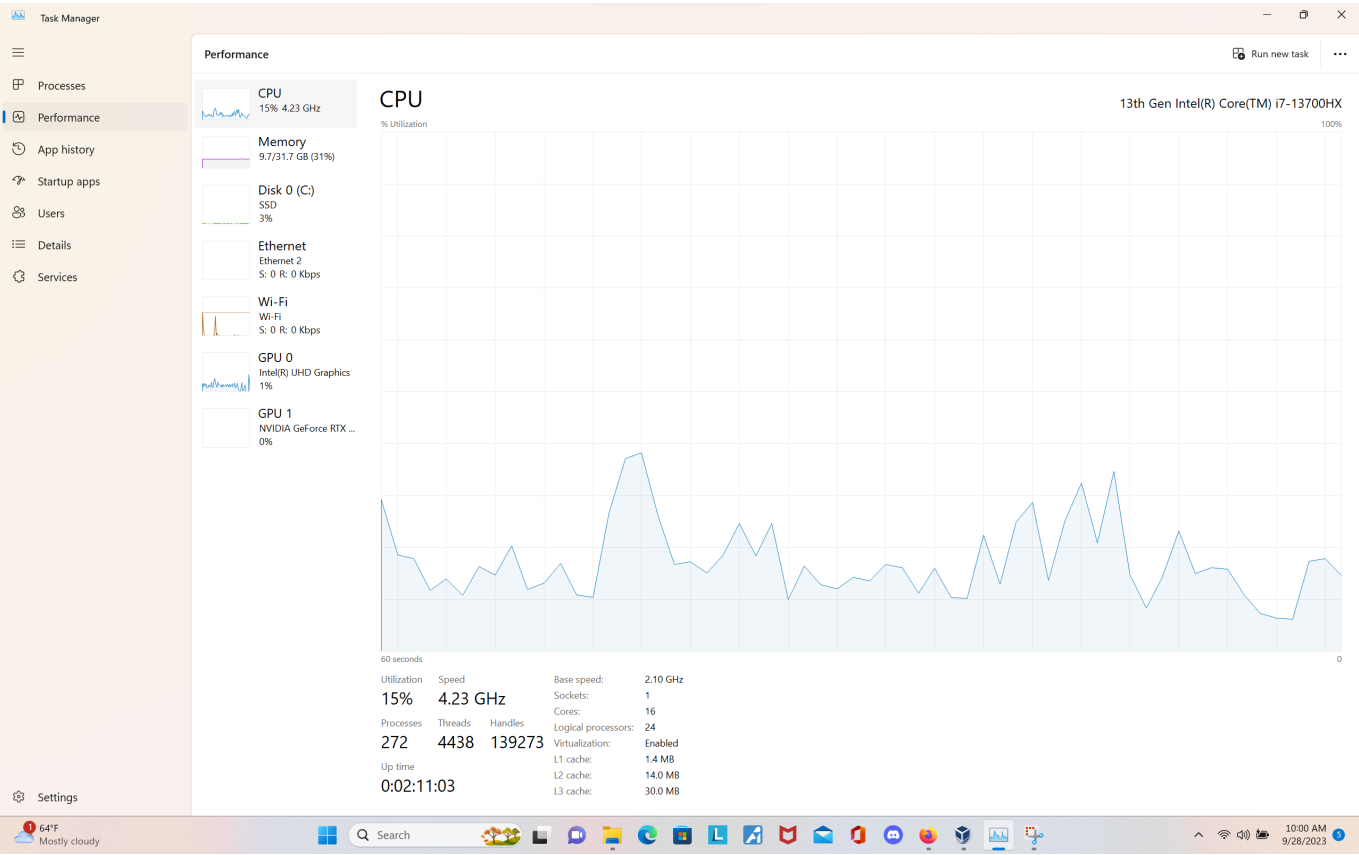 Task Manager
Performance
Run new task
Processes
Performance
App history
Startup apps
Users
Details
Services
Settings
CPU
15% 4.23 GHz
Memory
9.7/31.7 GB (31%)
Disk 0 (C:)
SSD
3%
Ethernet
Ethernet 2
S: 0 R: 0 Kbps
Wi-Fi
Wi-Fi
S: 0 R: 0 Kbps
GPU 0
Intel(R) UHD Graphics
1%
GPU 1
NVIDIA GeForce RTX ...
0%
CPU
13th Gen Intel(R) Core(TM) i7-13700HX
% Utilization
100%
60 seconds
0
Utilization Speed
15% 4.23 GHz
Processes Threads Handles
272 4438 139273
Up time
0:02:11:03
Base speed: 2.10 GHz
Sockets: 1
Cores: 16
Logical processors: 24
Virtualization: Enabled
L1 cache: 1.4 MB
L2 cache: 14.0 MB
L3 cache: 30.0 MB
1
64°F
Mostly cloudy
Search
L
10:00 AM
9/28/2023
5